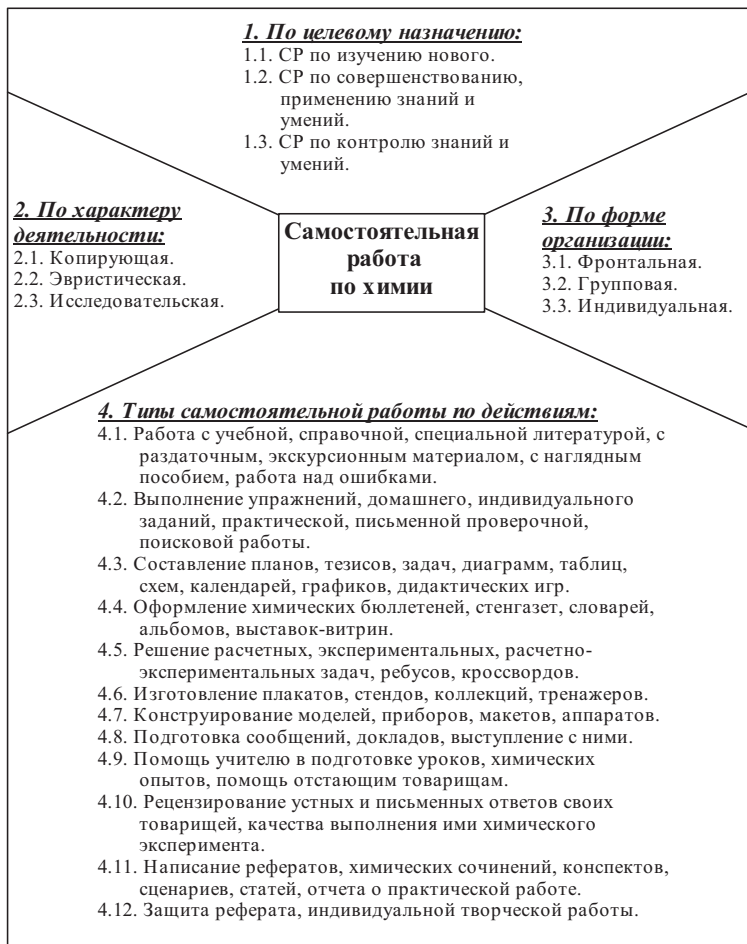 1. По целевому назначению:
1.1. СР по изучению нового.
1.2. СР по совершенствованию,
применению знаний и
умений.
1.3. СР по контролю знаний и
умений.
2. По характеру
деятельности:
2.1. Копирующая.
2.2. Эвристическая.
2.3. Исследовательская.
Самостоятельная
работа
по химии
3. По форме
организации:
3.1. Фронтальная.
3.2. Групповая.
3.3. Индивидуальная.
4. Типы самостоятельной работы по действиям:
4.1. Работа с учебной, справочной, специальной литературой, с
раздаточным, экскурсионным материалом, с наглядным
пособием, работа над ошибками.
4.2. Выполнение упражнений, домашнего, индивидуального
заданий, практической, письменной проверочной,
поисковой работы.
4.3. Составление планов, тезисов, задач, диаграмм, таблиц,
схем, календарей, графиков, дидактических игр.
4.4. Оформление химических бюллетеней, стенгазет, словарей,
альбомов, выставок-витрин.
4.5. Решение расчетных, экспериментальных, расчетно-
экспериментальных задач, ребусов, кроссвордов.
4.6. Изготовление плакатов, стендов, коллекций, тренажеров.
4.7. Конструирование моделей, приборов, макетов, аппаратов.
4.8. Подготовка сообщений, докладов, выступление с ними.
4.9. Помощь учителю в подготовке уроков, химических
опытов, помощь отстающим товарищам.
4.10. Рецензирование устных и письменных ответов своих
товарищей, качества выполнения ими химического
эксперимента.
4.11. Написание рефератов, химических сочинений, конспектов,
сценариев, статей, отчета о практической работе.
4.12. Защита реферата, индивидуальной творческой работы.